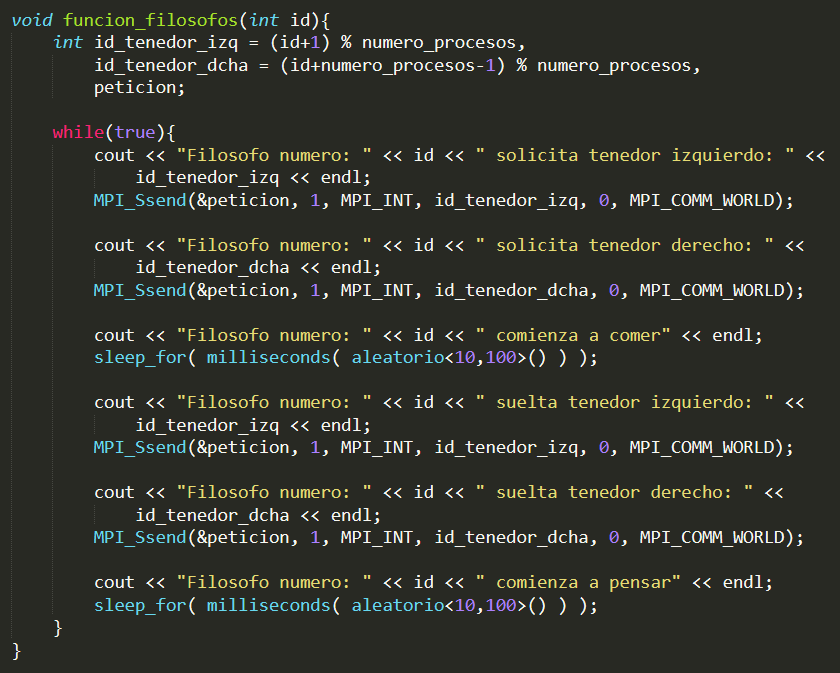 void funcion_filosofos(int id){
    int id_tenedor_izq = (id+1) % numero_procesos,
        id_tenedor_dcha = (id+numero_procesos-1) % numero_procesos,
        peticion;

    while(true){
        cout << "Filosofo numero: " << id << " solicita tenedor izquierdo: " <<
            id_tenedor_izq << endl;
        MPI_Ssend(&peticion, 1, MPI_INT, id_tenedor_izq, 0, MPI_COMM_WORLD);

        cout << "Filosofo numero: " << id << " solicita tenedor derecho: " <<
            id_tenedor_dcha << endl;
        MPI_Ssend(&peticion, 1, MPI_INT, id_tenedor_dcha, 0, MPI_COMM_WORLD);

        cout << "Filosofo numero: " << id << " comienza a comer" << endl;
        sleep_for( milliseconds( aleatorio<10,100>() ) );

        cout << "Filosofo numero: " << id << " suelta tenedor izquierdo: " <<
            id_tenedor_izq << endl;
        MPI_Ssend(&peticion, 1, MPI_INT, id_tenedor_izq, 0, MPI_COMM_WORLD);

        cout << "Filosofo numero: " << id << " suelta tenedor derecho: " <<
            id_tenedor_dcha << endl;
        MPI_Ssend(&peticion, 1, MPI_INT, id_tenedor_dcha, 0, MPI_COMM_WORLD);

        cout << "Filosofo numero: " << id << " comienza a pensar" << endl;
        sleep_for( milliseconds( aleatorio<10,100>() ) );
    }
}